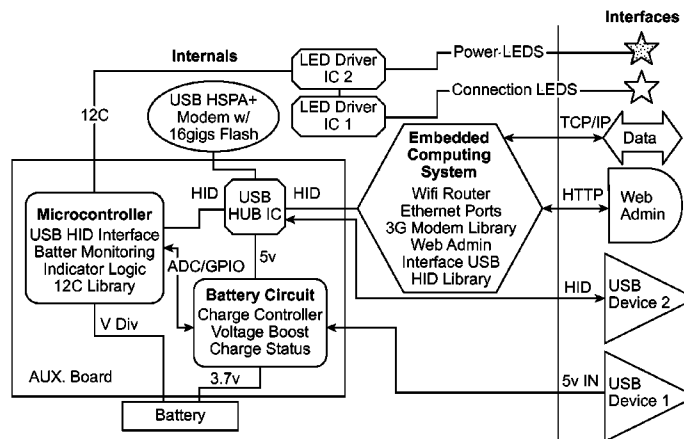 Interfaces
Internals
LED Driver
IC 2
Power LEDS
LED Driver
IC 1
Connection LEDS
12C
USB HSPA+
Modem w/
16gigs Flash
Embedded
Computing
System
Wifi Router
Ethernet Ports
3G Modem Library
Web Admin
Interface USB
HID Library
TCP/IP
Data
HTTP
Web
Admin
HID
USB
HUB IC
HID
Microcontroller
USB HID Interface
Batter Monitoring
Indicator Logic
12C Library
ADC/GPIO
5v
Battery Circuit
Charge Controller
Voltage Boost
Charge Status
HID
USB
Device 2
V Div
3.7v
AUX. Board
Battery
5v IN
USB
Device 1